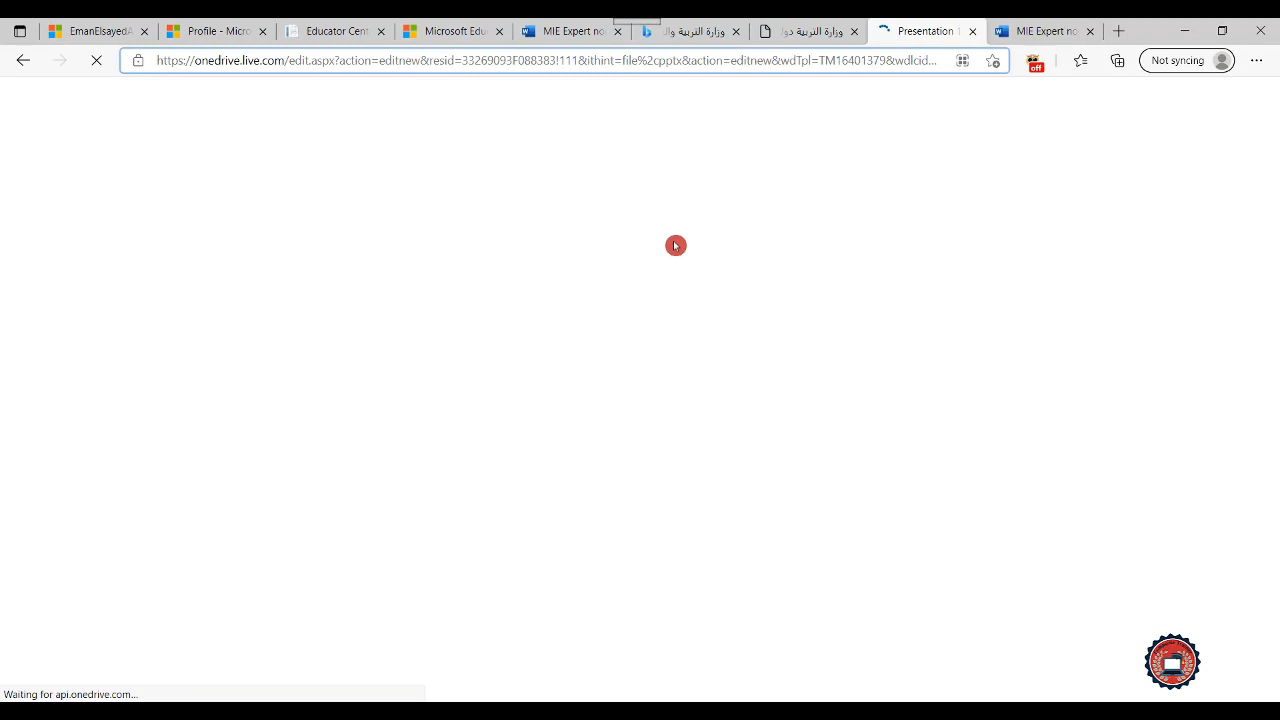 EmanElsayedA
Profile - Micro
Educator Cent
Microsoft Edu
MIE Expert no
وزارة التربية وال
وزارة التربية دوا
Presentation 1
MIE Expert no
https://onedrive.live.com/edit.aspx?action=editnew&resid=33269093F088383!111&ithint=file%2cpptx&action=editnew&wdTpl=TM16401379&wdlcid...
off
Not syncing
Waiting for api.onedrive.com...